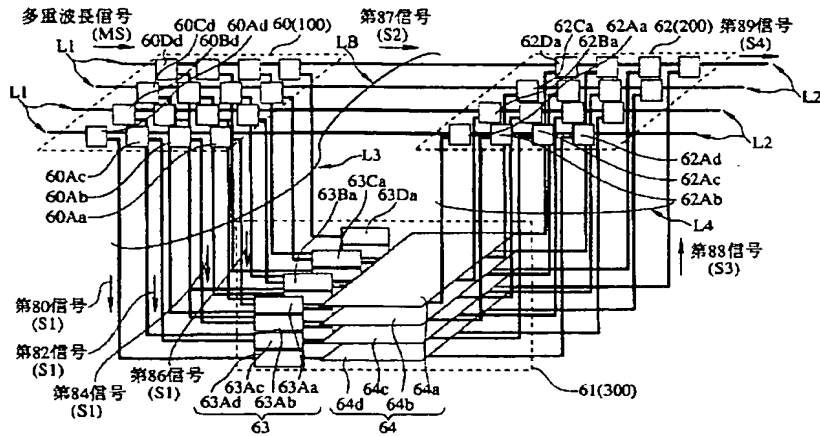 多重波長信号
(MS)
60Dd
60Cd
60Bd
60Ad
60(100)
第87信号
(S2)
62Da
62Ca
62Ba
62Aa
62(200)
第89信号
(S4)
L1
LB
L1
L2
L2
60Ac
60Ab
60Aa
L3
62Ad
62Ac
62Ab
L4
63Ba
63Ca
63Da
第88信号
(S3)
第80信号
(S1)
第82信号
(S1)
第84信号
(S1)
第86信号
(S1)
63Ad
63Ac
63Ab
63Aa
63
64d
64c
64b
64a
64
61(300)